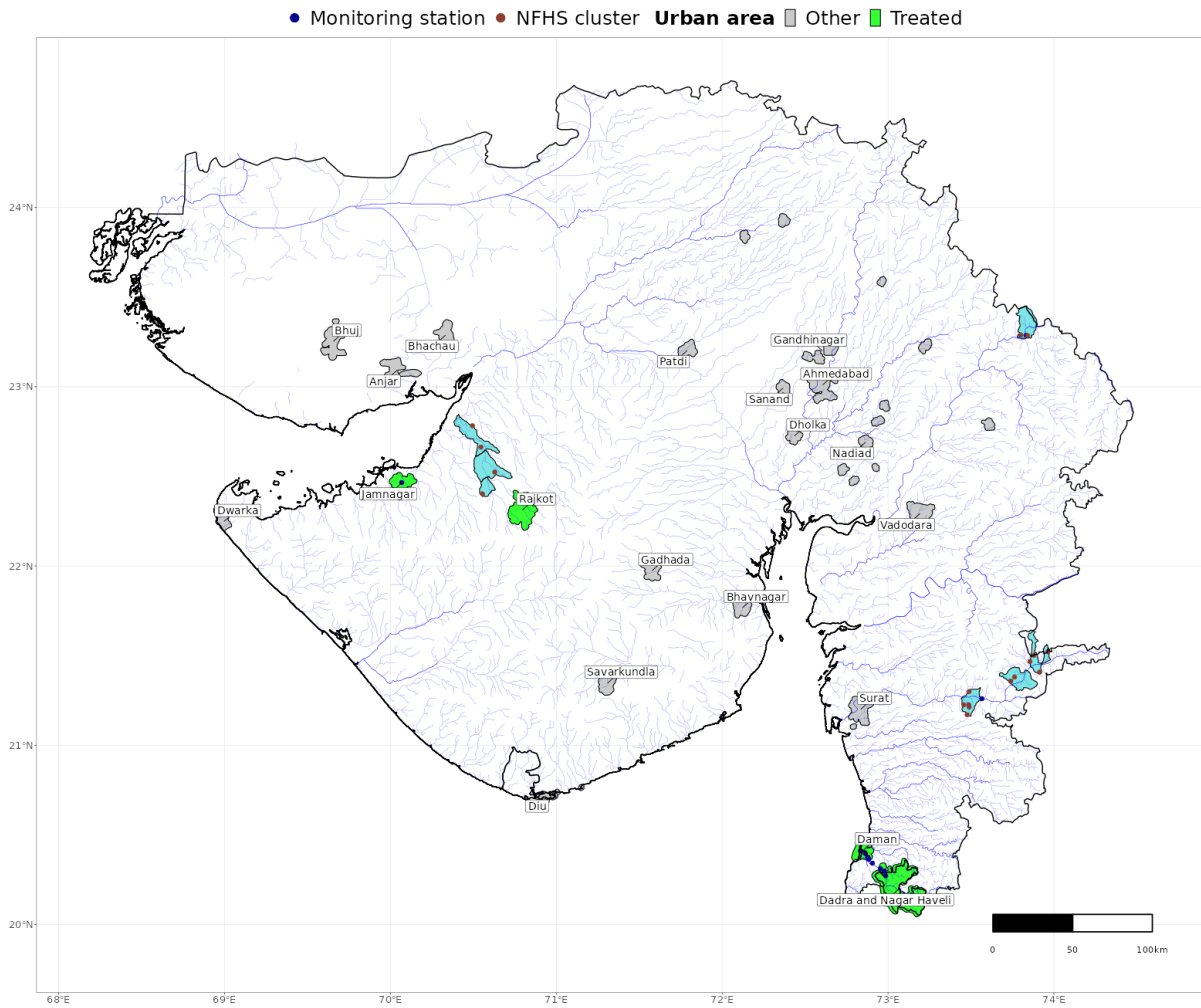 Monitoring station NFHS cluster Urban area Other Treated
24°N
23°N
22°N
21°N
20°N
Bhuj
Bhachau
Anjar
Patdi
Gandhinagar
Ahmedabad
Sanand
Dholka
Nadiad
Jamnagar
Rajkot
Dwarka
Vadodara
Gadhada
Bhavnagar
Savarkundla
Surat
Diu
Daman
Dadra and Nagar Haveli
0 50 100km
68°E 69°E 70°E 71°E 72°E 73°E 74°E